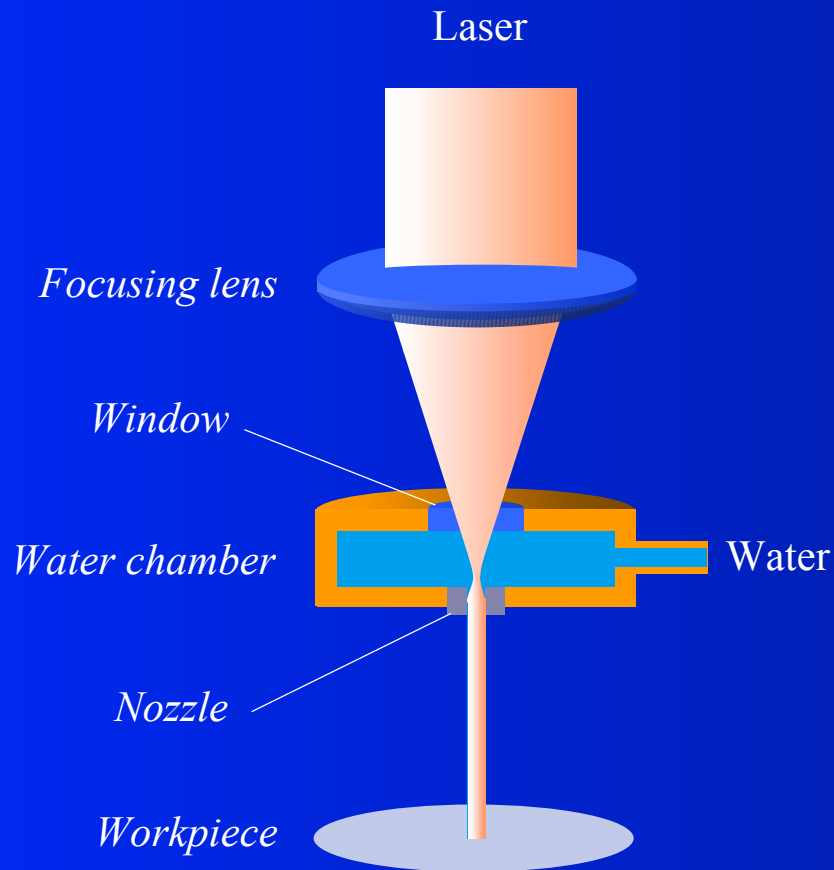 Laser
Focusing lens
Window
Water chamber
Water
Nozzle
Workpiece